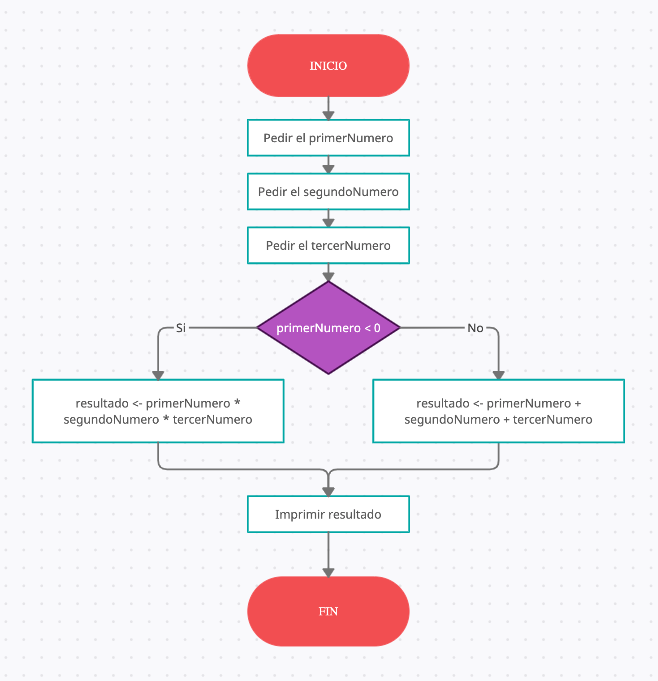 INICIO
Pedir el primerNumero
Pedir el segundoNumero
Pedir el tercerNumero
primerNumero < 0
Si
No
resultado <- primerNumero *
segundoNumero * tercerNumero
resultado <- primerNumero +
segundoNumero + tercerNumero
Imprimir resultado
FIN